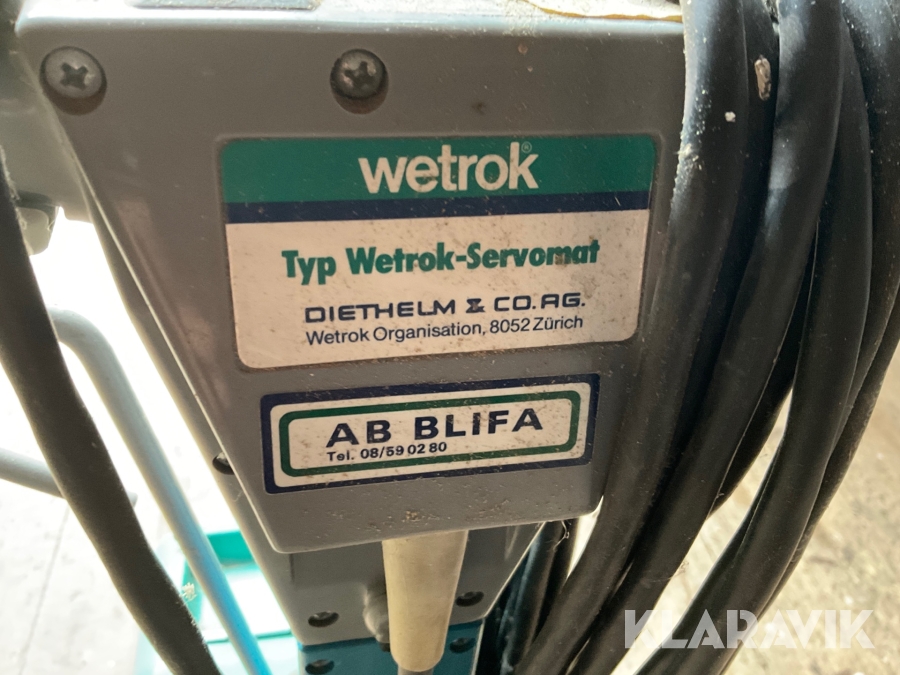 wetrok®
Typ Wetrok-Servomat
DIETHELM & CO. AG.
Wetrok Organisation, 8052 Zürich
AB BLIFA
Tel. 08/59 02 80
KLARAVIK